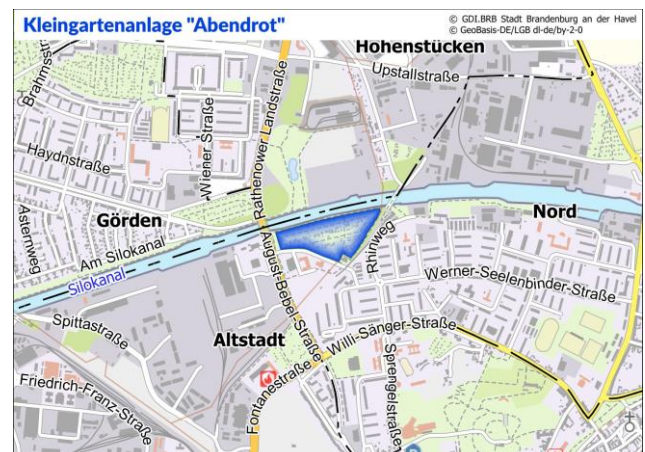 Kleingartenanlage "Abendrot"
© GDI.BRB Stadt Brandenburg an der Havel
© GeoBasis-DE/LGB dl-de/by-2-0
Hohenstücken
Upstallstraße
Brahmsstr
Wiener Straße
Rathenower Landstraße
Haydnstraße
Asternweg
Görden
Am Silokanal
Silokanal
Nord
Rhinweg
August-Bebel-Straße
Werner-Seelenbinder-Straße
Spittastraße
Altstadt
Willi-Sänger-Straße
Fontanestraße
Sprengelstraße
Friedrich-Franz-Straße